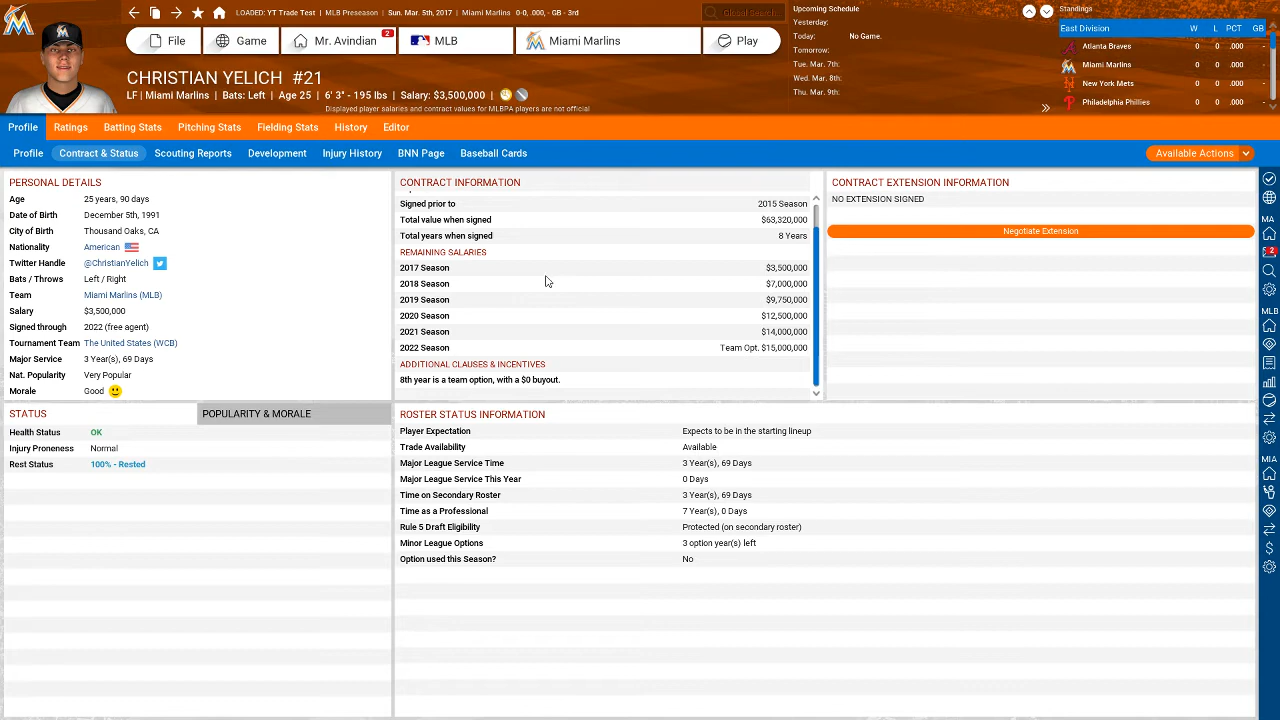 LOADED: YT Trade Test | MLB Preseason | Sun. Mar. 5th, 2017 | Miami Marlins 0-0, .000, - GB - 3rd
Global Search...
File
Game
Mr. Avindian
2
MLB
Miami Marlins
Play
CHRISTIAN YELICH #21
LF | Miami Marlins | Bats: Left | Age 25 | 6' 3" - 195 lbs | Salary: $3,500,000 |
Displayed player salaries and contract values for MLBPA players are not official
Upcoming Schedule
Yesterday:
Today: No Game.
Tomorrow:
Tue. Mar. 7th:
Wed. Mar. 8th:
Thu. Mar. 9th:
Standings
East Division W L PCT GB
Atlanta Braves 0 0 .000 -
Miami Marlins 0 0 .000 -
New York Mets 0 0 .000 -
Philadelphia Phillies 0 0 .000 -
Profile Ratings Batting Stats Pitching Stats Fielding Stats History Editor
Profile Contract & Status Scouting Reports Development Injury History BNN Page Baseball Cards
Available Actions
PERSONAL DETAILS
Age 25 years, 90 days
Date of Birth December 5th, 1991
City of Birth Thousand Oaks, CA
Nationality American
Twitter Handle @ChristianYelich
Bats / Throws Left / Right
Team Miami Marlins (MLB)
Salary $3,500,000
Signed through 2022 (free agent)
Tournament Team The United States (WCB)
Major Service 3 Year(s), 69 Days
Nat. Popularity Very Popular
Morale Good
CONTRACT INFORMATION
Signed prior to 2015 Season
Total value when signed $63,320,000
Total years when signed 8 Years
REMAINING SALARIES
2017 Season $3,500,000
2018 Season $7,000,000
2019 Season $9,750,000
2020 Season $12,500,000
2021 Season $14,000,000
2022 Season Team Opt. $15,000,000
ADDITIONAL CLAUSES & INCENTIVES
8th year is a team option, with a $0 buyout.
CONTRACT EXTENSION INFORMATION
NO EXTENSION SIGNED
Negotiate Extension
STATUS
POPULARITY & MORALE
Health Status OK
Injury Proneness Normal
Rest Status 100% - Rested
ROSTER STATUS INFORMATION
Player Expectation Expects to be in the starting lineup
Trade Availability Available
Major League Service Time 3 Year(s), 69 Days
Major League Service This Year 0 Days
Time on Secondary Roster 3 Year(s), 69 Days
Time as a Professional 7 Year(s), 0 Days
Rule 5 Draft Eligibility Protected (on secondary roster)
Minor League Options 3 option year(s) left
Option used this Season? No
MA
2
MLB
MIA